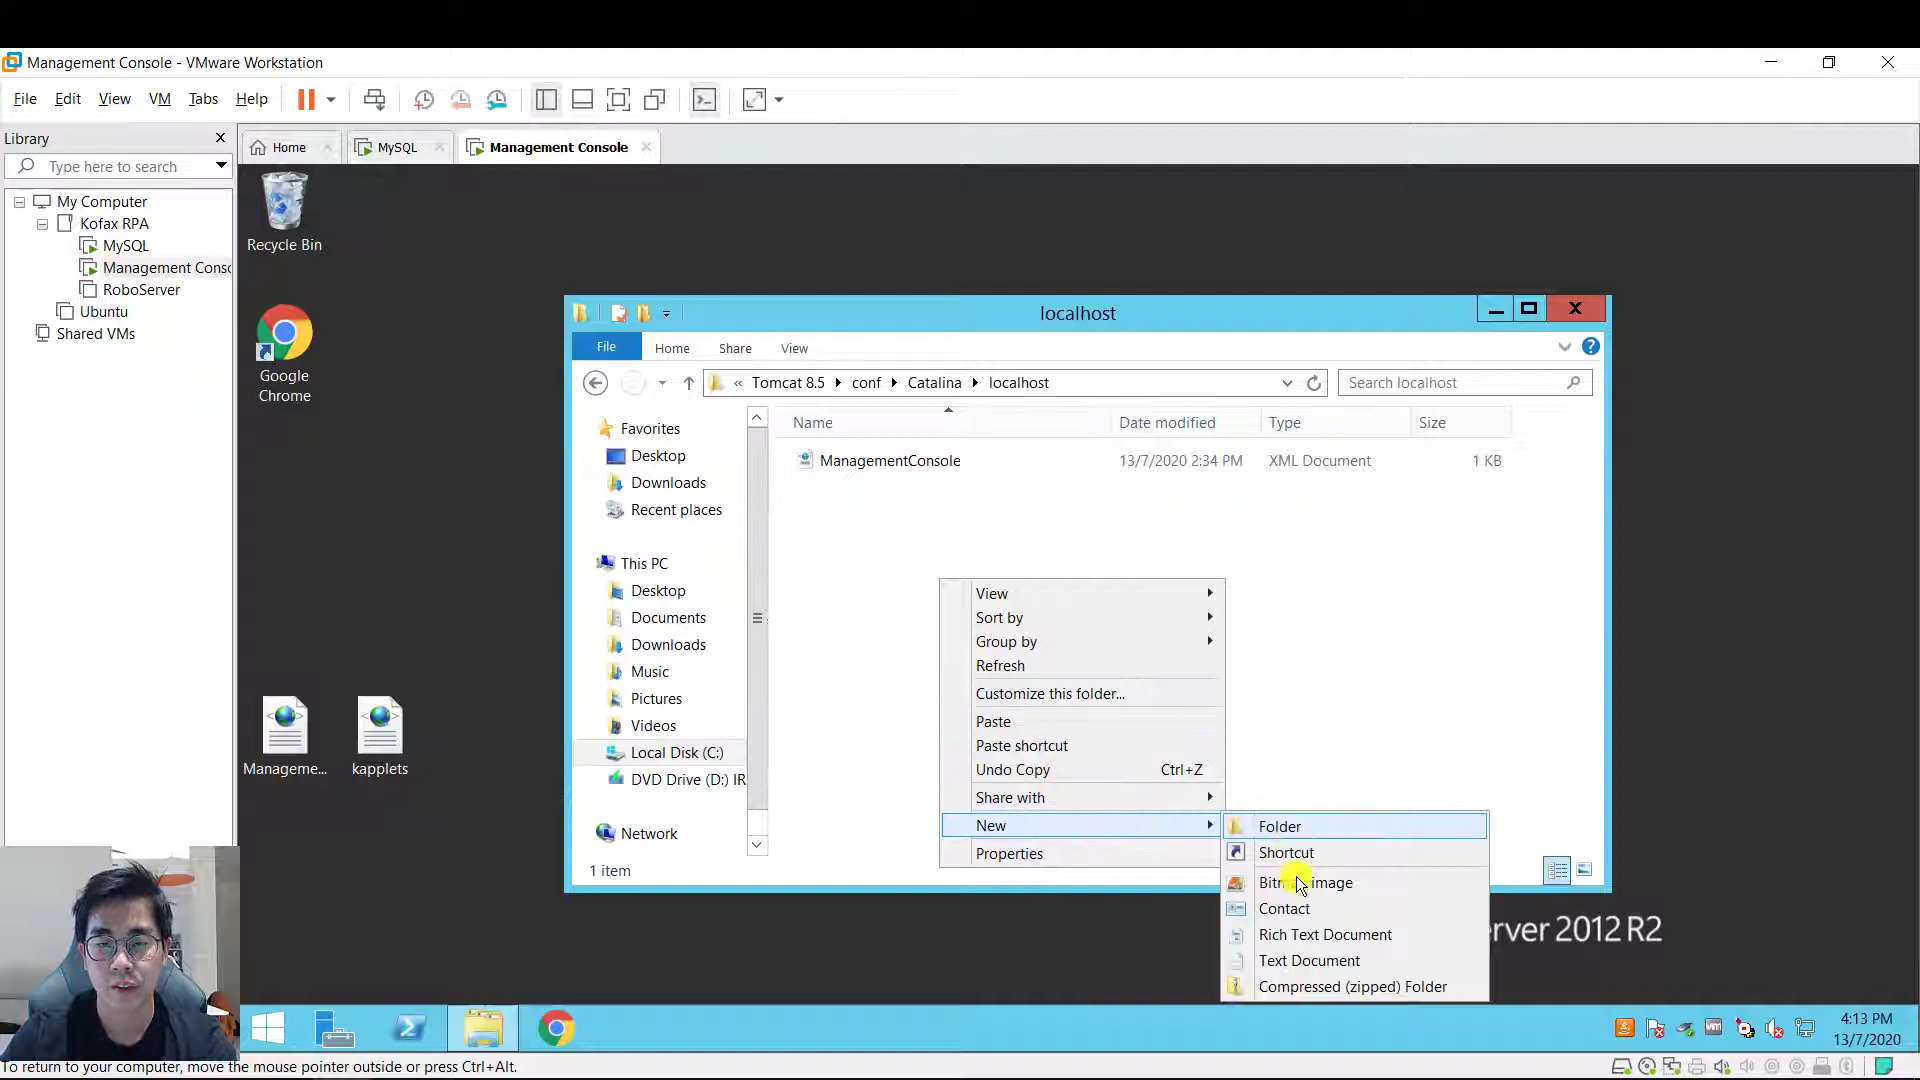 Management Console - VMware Workstation
File Edit View VM Tabs Help
Library
Home MySQL Management Console
Type here to search
My Computer
Kofax RPA
MySQL
Management Conso
RoboServer
Ubuntu
Shared VMs
Recycle Bin
Google
Chrome
Manageme...
kapplets
localhost
File Home Share View
« Tomcat 8.5 conf Catalina localhost
Search localhost
Name Date modified Type Size
ManagementConsole 13/7/2020 2:34 PM XML Document 1 KB
Favorites
Desktop
Downloads
Recent places
This PC
Desktop
Documents
Downloads
Music
Pictures
Videos
Local Disk (C:)
DVD Drive (D:) IR
Network
1 item
View
Sort by
Group by
Refresh
Customize this folder...
Paste
Paste shortcut
Undo Copy Ctrl+Z
Share with
New
Properties
Folder
Shortcut
Contact
Rich Text Document
Text Document
Compressed (zipped) Folder
erver 2012 R2
4:13 PM
13/7/2020
To return to your computer, move the mouse pointer outside or press Ctrl+Alt.